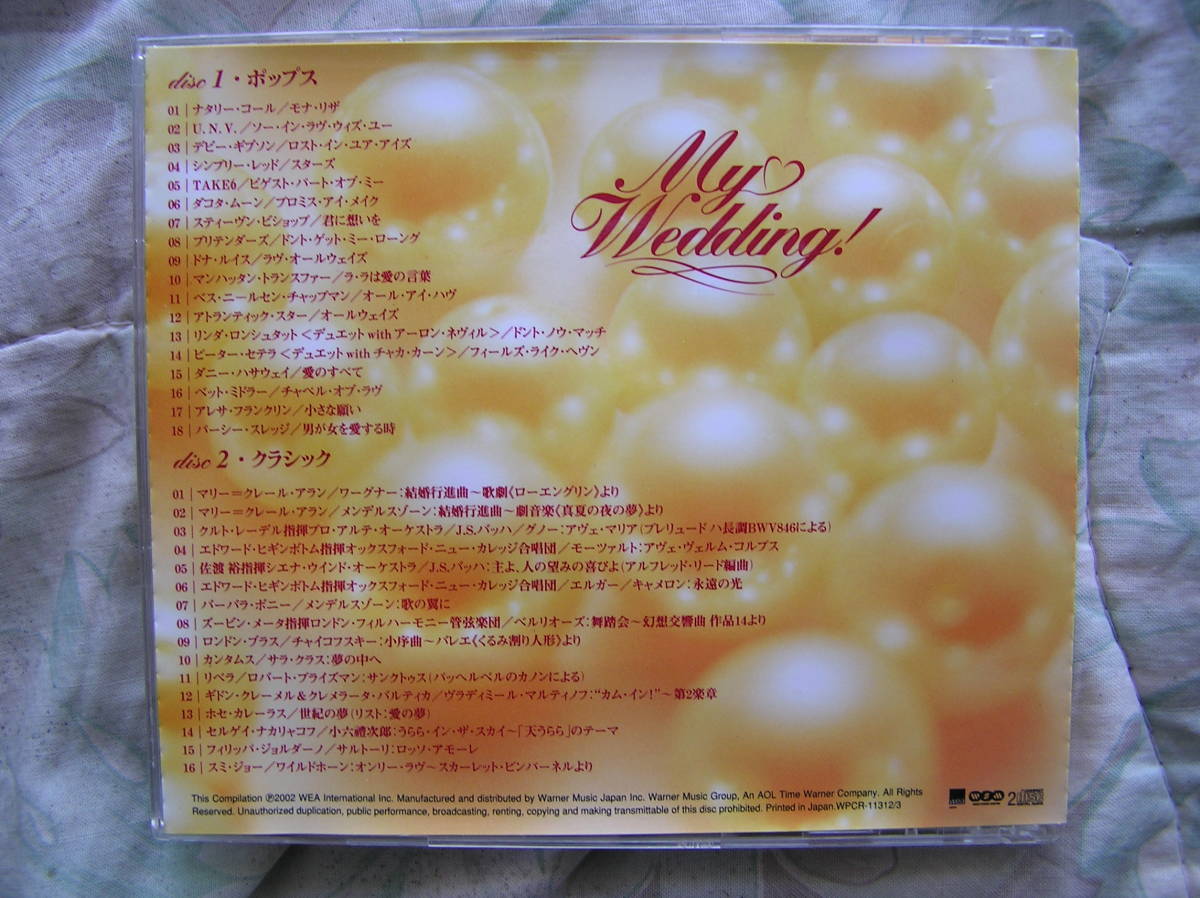 disc 1・ポップス
01 | ナタリー・コール／モナ・リザ
02 | U.N.V.／ソー・イン・ラヴ・ウィズ・ユー
03 | デビー・ギブソン／ロスト・イン・ユア・アイズ
04 | シンプリー・レッド／スターズ
05 | TAKE6／ビゲスト・パート・オブ・ミー
06 | ダコタ・ムーン／プロミス・アイ・メイク
07 | スティーヴン・ビショップ／君に想いを
08 | プリテンダーズ／ドント・ゲット・ミー・ローング
09 | ドナ・ルイス／ラヴ・オールウェイズ
10 | マンハッタン・トランスファー／ラ・ラは愛の言葉
11 | ベス・ニールセン・チャップマン／オール・アイ・ハヴ
12 | アトランティック・スター／オールウェイズ
13 | リンダ・ロンシュタット＜デュエット with アーロン・ネヴィル＞／ドント・ノウ・マッチ
14 | ピーター・セテラ＜デュエット with チャカ・カーン＞／フィールズ・ライク・ヘヴン
15 | ダニー・ハサウェイ／愛のすべて
16 | ベット・ミドラー／チャペル・オブ・ラヴ
17 | アレサ・フランクリン／小さな願い
18 | パーシー・スレッジ／男が女を愛する時
My
Wedding!
disc 2・クラシック
01 | マリー＝クレール・アラン／ワーグナー：結婚行進曲～歌劇《ローエングリン》より
02 | マリー＝クレール・アラン／メンデルスゾーン：結婚行進曲～劇音楽《真夏の夜の夢》より
03 | クルト・レーデル指揮プロ・アルテ・オーケストラ／J.S.バッハ／グノー：アヴェ・マリア（プレリュード ハ長調BWV846による）
04 | エドワード・ヒギンボトム指揮オックスフォード・ニュー・カレッジ合唱団／モーツァルト：アヴェ・ヴェルム・コルプス
05 | 佐渡 裕指揮シエナ・ウインド・オーケストラ／J.S.バッハ：主よ、人の望みの喜びよ（アルフレッド・リード編曲）
06 | エドワード・ヒギンボトム指揮オックスフォード・ニュー・カレッジ合唱団／エルガー／キャメロン：永遠の光
07 | バーバラ・ボニー／メンデルスゾーン：歌の翼に
08 | ズービン・メータ指揮ロンドン・フィルハーモニー管弦楽団／ベルリオーズ：舞踏会～幻想交響曲 作品14より
09 | ロンドン・ブラス／チャイコフスキー：小序曲～バレエ《くるみ割り人形》より
10 | カンタムス／サラ・クラス：夢の中へ
11 | リベラ／ロバート・プライズマン：サンクトゥス（パッヘルベルのカノンによる）
12 | ギドン・クレーメル＆クレメラータ・バルティカ／ヴラディミール・マルティノフ：“カム・イン！”～第2楽章
13 | ホセ・カレーラス／世紀の夢（リスト：愛の夢）
14 | セルゲイ・ナカリャコフ／小六禮次郎：うらら・イン・ザ・スカイ～「天うらら」のテーマ
15 | フィリッパ・ジョルダーノ／サルトーリ：ロッソ・アモーレ
16 | スミ・ジョー／ワイルドホーン：オンリー・ラヴ～スカーレット・ピンパーネルより
This Compilation ℗2002 WEA International Inc. Manufactured and distributed by Warner Music Japan Inc. Warner Music Group, An AOL Time Warner Company. All Rights
Reserved. Unauthorized duplication, public performance, broadcasting, renting, copying and making transmittable of this disc prohibited. Printed in Japan.WPCR-11312/3
2